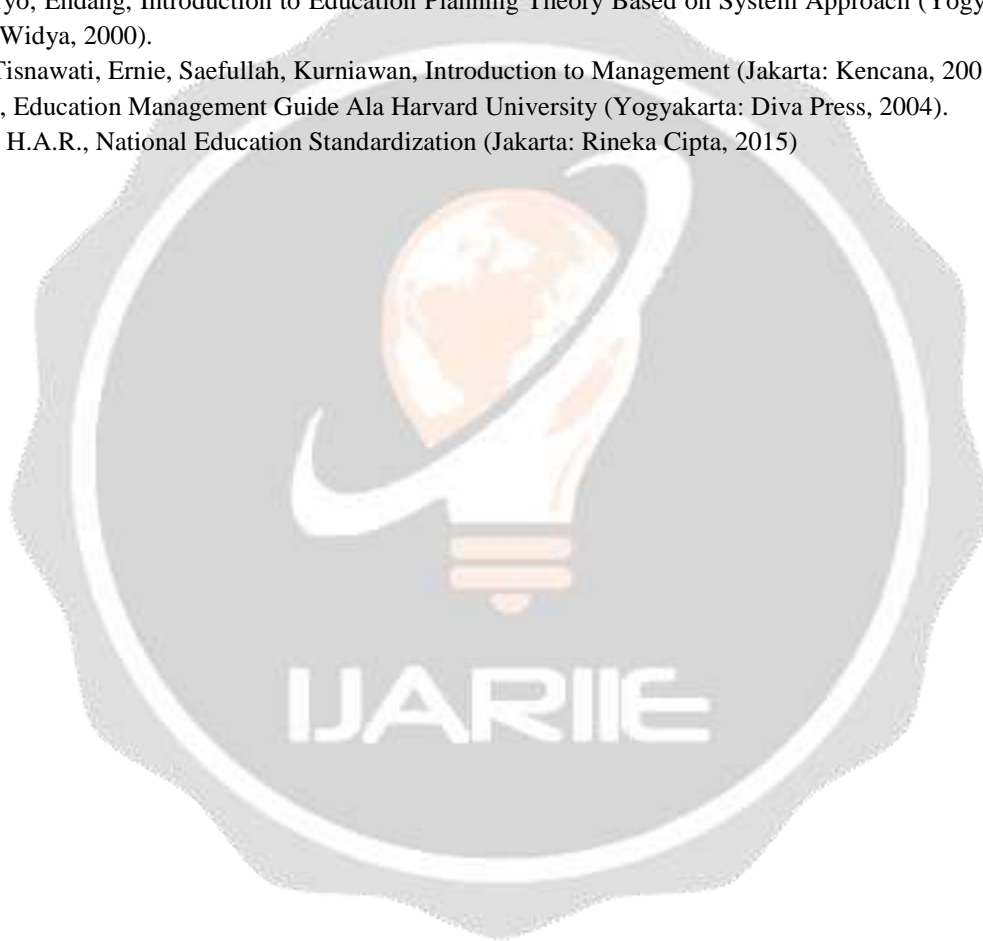 yo, Endang, Introduction to Education Planning Theory Based on System Approach (Yogy
Widya, 2000).
Tisnawati, Ernie, Saefullah, Kurniawan, Introduction to Management (Jakarta: Kencana, 200
, Education Management Guide Ala Harvard University (Yogyakarta: Diva Press, 2004).
H.A.R., National Education Standardization (Jakarta: Rineka Cipta, 2015)
IJARIIE